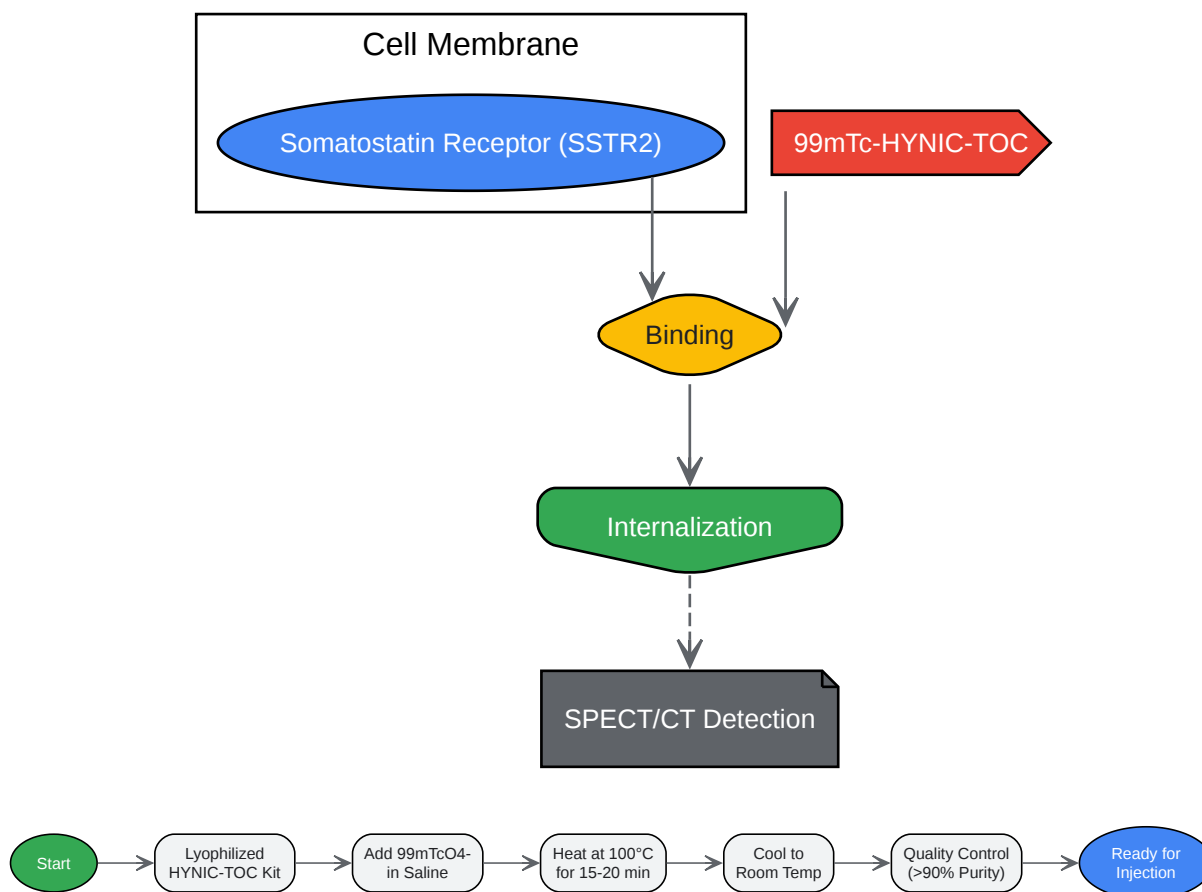 Cell Membrane
Somatostatin Receptor (SSTR2)
99mTc-HYNIC-TOC
Binding
Internalization
SPECT/CT Detection
Start
Lyophilized
HYNIC-TOC Kit
Add 99mTcO4-
in Saline
Heat at 100°C
for 15-20 min
Cool to
Room Temp
Quality Control
(>90% Purity)
Ready for
Injection